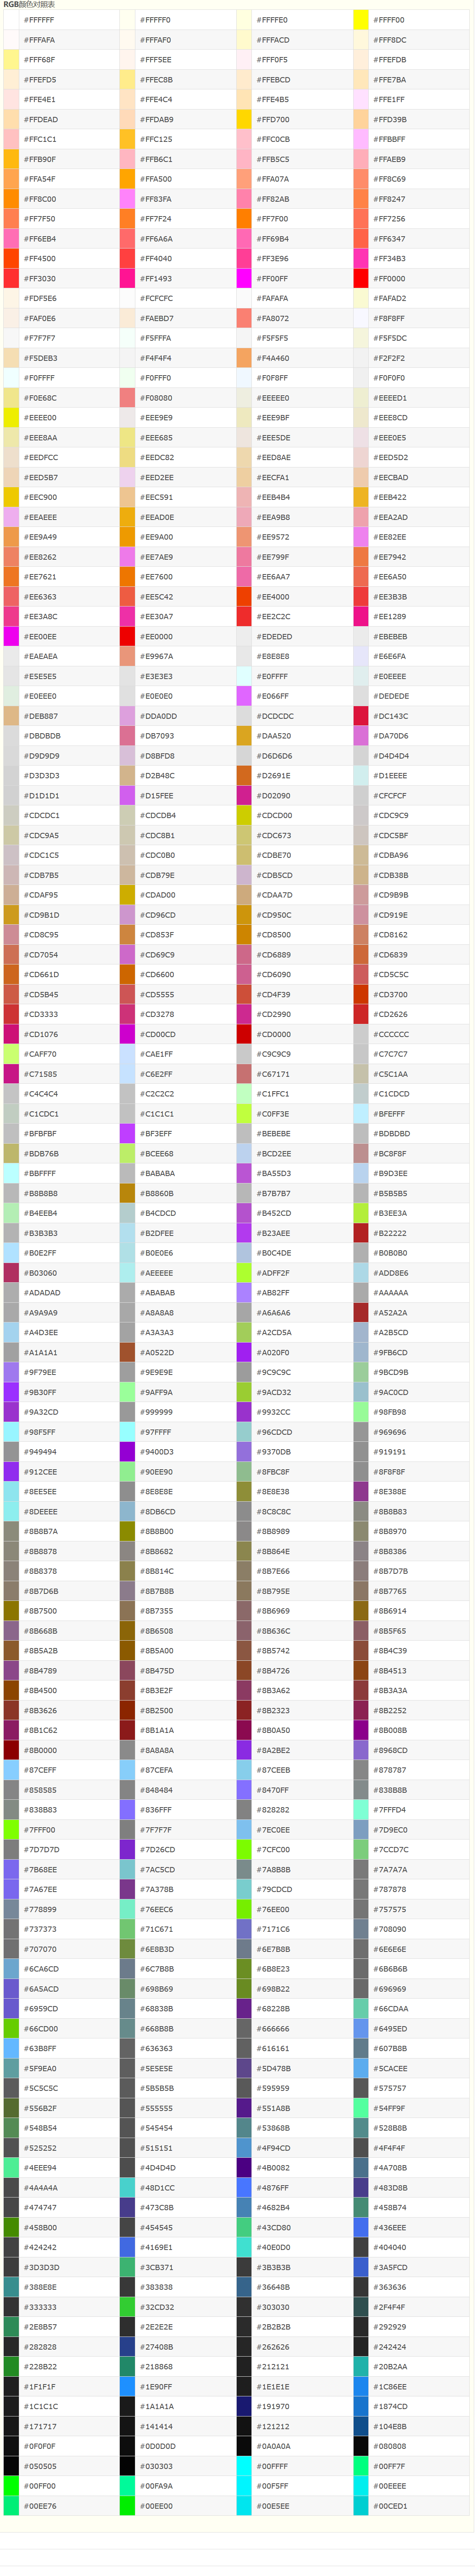 RGB颜色对照表
#FFFFFF #FFFFF0 #FFFFE0 #FFFF00
#FFFAFA #FFFAF0 #FFFACD #FFF8DC
#FFF68F #FFF5EE #FFF0F5 #FFEFDB
#FFEFD5 #FFEC8B #FFEBCD #FFE7BA
#FFE4E1 #FFE4C4 #FFE4B5 #FFE1FF
#FFDEAD #FFDAB9 #FFD700 #FFD39B
#FFC1C1 #FFC125 #FFC0CB #FFBBFF
#FFB90F #FFB6C1 #FFB5C5 #FFAEB9
#FFA54F #FFA500 #FFA07A #FF8C69
#FF8C00 #FF83FA #FF82AB #FF8247
#FF7F50 #FF7F24 #FF7F00 #FF7256
#FF6EB4 #FF6A6A #FF69B4 #FF6347
#FF4500 #FF4040 #FF3E96 #FF34B3
#FF3030 #FF1493 #FF00FF #FF0000
#FDF5E6 #FCFCFC #FAFAFA #FAFAD2
#FAF0E6 #FAEBD7 #FA8072 #F8F8FF
#F7F7F7 #F5FFFA #F5F5F5 #F5F5DC
#F5DEB3 #F4F4F4 #F4A460 #F2F2F2
#F0FFFF #F0FFF0 #F0F8FF #F0F0F0
#F0E68C #F08080 #EEEEE0 #EEEED1
#EEEE00 #EEE9E9 #EEE9BF #EEE8CD
#EEE8AA #EEE685 #EEE5DE #EEE0E5
#EEDFCC #EEDC82 #EED8AE #EED5D2
#EED5B7 #EED2EE #EECFA1 #EECBAD
#EEC900 #EEC591 #EEB4B4 #EEB422
#EEAEEE #EEAD0E #EEA9B8 #EEA2AD
#EE9A49 #EE9A00 #EE9572 #EE82EE
#EE8262 #EE7AE9 #EE799F #EE7942
#EE7621 #EE7600 #EE6AA7 #EE6A50
#EE6363 #EE5C42 #EE4000 #EE3B3B
#EE3A8C #EE30A7 #EE2C2C #EE1289
#EE00EE #EE0000 #EDEDED #EBEBEB
#EAEAEA #E9967A #E8E8E8 #E6E6FA
#E5E5E5 #E3E3E3 #E0FFFF #E0EEEE
#E0EEE0 #E0E0E0 #E066FF #DEDEDE
#DEB887 #DDA0DD #DCDCDC #DC143C
#DBDBDB #DB7093 #DAA520 #DA70D6
#D9D9D9 #D8BFD8 #D6D6D6 #D4D4D4
#D3D3D3 #D2B48C #D2691E #D1EEEE
#D1D1D1 #D15FEE #D02090 #CFCFCF
#CDCDC1 #CDCDB4 #CDCD00 #CDC9C9
#CDC9A5 #CDC8B1 #CDC673 #CDC5BF
#CDC1C5 #CDC0B0 #CDBE70 #CDBA96
#CDB7B5 #CDB79E #CDB5CD #CDB38B
#CDAF95 #CDAD00 #CDAA7D #CD9B9B
#CD9B1D #CD96CD #CD950C #CD919E
#CD8C95 #CD853F #CD8500 #CD8162
#CD7054 #CD69C9 #CD6889 #CD6839
#CD661D #CD6600 #CD6090 #CD5C5C
#CD5B45 #CD5555 #CD4F39 #CD3700
#CD3333 #CD3278 #CD2990 #CD2626
#CD1076 #CD00CD #CD0000 #CCCCCC
#CAFF70 #CAE1FF #C9C9C9 #C7C7C7
#C71585 #C6E2FF #C67171 #C5C1AA
#C4C4C4 #C2C2C2 #C1FFC1 #C1CDCD
#C1CDC1 #C1C1C1 #C0FF3E #BFEFFF
#BFBFBF #BF3EFF #BEBEBE #BDBDBD
#BDB76B #BCEE68 #BCD2EE #BC8F8F
#BBFFFF #BABABA #BA55D3 #B9D3EE
#B8B8B8 #B8860B #B7B7B7 #B5B5B5
#B4EEB4 #B4CDCD #B452CD #B3EE3A
#B3B3B3 #B2DFEE #B23AEE #B22222
#B0E2FF #B0E0E6 #B0C4DE #B0B0B0
#B03060 #AEEEEE #ADFF2F #ADD8E6
#ADADAD #ABABAB #AB82FF #AAAAAA
#A9A9A9 #A8A8A8 #A6A6A6 #A52A2A
#A4D3EE #A3A3A3 #A2CD5A #A2B5CD
#A1A1A1 #A0522D #A020F0 #9FB6CD
#9F79EE #9E9E9E #9C9C9C #9BCD9B
#9B30FF #9AFF9A #9ACD32 #9AC0CD
#9A32CD #999999 #9932CC #98FB98
#98F5FF #97FFFF #96CDCD #969696
#949494 #9400D3 #9370DB #919191
#912CEE #90EE90 #8FBC8F #8F8F8F
#8EE5EE #8E8E8E #8E8E38 #8E388E
#8DEEEE #8DB6CD #8C8C8C #8B8B83
#8B8B7A #8B8B00 #8B8989 #8B8970
#8B8878 #8B8682 #8B864E #8B8386
#8B8378 #8B814C #8B7E66 #8B7D7B
#8B7D6B #8B7B8B #8B795E #8B7765
#8B7500 #8B7355 #8B6969 #8B6914
#8B668B #8B6508 #8B636C #8B5F65
#8B5A2B #8B5A00 #8B5742 #8B4C39
#8B4789 #8B475D #8B4726 #8B4513
#8B4500 #8B3E2F #8B3A62 #8B3A3A
#8B3626 #8B2500 #8B2323 #8B2252
#8B1C62 #8B1A1A #8B0A50 #8B008B
#8B0000 #8A8A8A #8A2BE2 #8968CD
#87CEFF #87CEFA #87CEEB #878787
#858585 #848484 #8470FF #838B8B
#838B83 #836FFF #828282 #7FFFD4
#7FFF00 #7F7F7F #7EC0EE #7D9EC0
#7D7D7D #7D26CD #7CFC00 #7CCD7C
#7B68EE #7AC5CD #7A8B8B #7A7A7A
#7A67EE #7A378B #79CDCD #787878
#778899 #76EEC6 #76EE00 #757575
#737373 #71C671 #7171C6 #708090
#707070 #6E8B3D #6E7B8B #6E6E6E
#6CA6CD #6C7B8B #6B8E23 #6B6B6B
#6A5ACD #698B69 #698B22 #696969
#6959CD #68838B #68228B #66CDAA
#66CD00 #668B8B #666666 #6495ED
#63B8FF #636363 #616161 #607B8B
#5F9EA0 #5E5E5E #5D478B #5CACEE
#5C5C5C #5B5B5B #595959 #575757
#556B2F #555555 #551A8B #54FF9F
#548B54 #545454 #53868B #528B8B
#525252 #515151 #4F94CD #4F4F4F
#4EEE94 #4D4D4D #4B0082 #4A708B
#4A4A4A #48D1CC #4876FF #483D8B
#474747 #473C8B #4682B4 #458B74
#458B00 #454545 #43CD80 #436EEE
#424242 #4169E1 #40E0D0 #404040
#3D3D3D #3CB371 #3B3B3B #3A5FCD
#388E8E #383838 #36648B #363636
#333333 #32CD32 #303030 #2F4F4F
#2E8B57 #2E2E2E #2B2B2B #292929
#282828 #27408B #262626 #242424
#228B22 #218868 #212121 #20B2AA
#1F1F1F #1E90FF #1E1E1E #1C86EE
#1C1C1C #1A1A1A #191970 #1874CD
#171717 #141414 #121212 #104E8B
#0F0F0F #0D0D0D #0A0A0A #080808
#050505 #030303 #00FFFF #00FF7F
#00FF00 #00FA9A #00F5FF #00EEEE
#00EE76 #00EE00 #00E5EE #00CED1